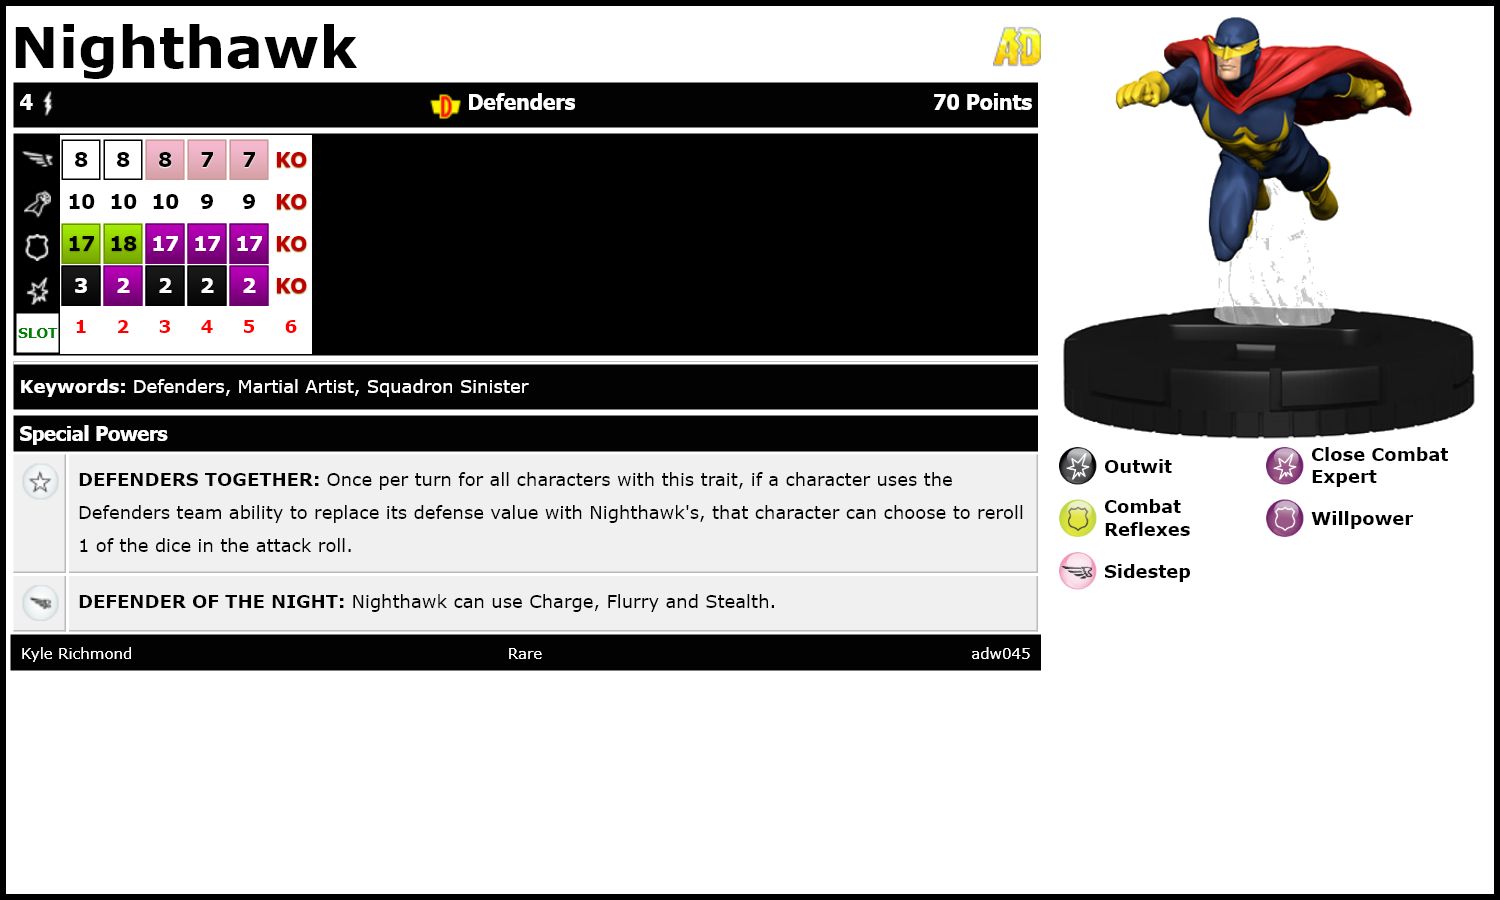 Nighthawk
AD
4 Defenders 70 Points
8 8 8 7 7 KO
10 10 10 9 9 KO
17 18 17 17 17 KO
3 2 2 2 2 KO
SLOT 1 2 3 4 5 6
Keywords: Defenders, Martial Artist, Squadron Sinister
Special Powers
DEFENDERS TOGETHER: Once per turn for all characters with this trait, if a character uses the
Defenders team ability to replace its defense value with Nighthawk's, that character can choose to reroll
1 of the dice in the attack roll.
DEFENDER OF THE NIGHT: Nighthawk can use Charge, Flurry and Stealth.
Kyle Richmond Rare adw045
Outwit
Close Combat
Expert
Combat
Reflexes
Willpower
Sidestep